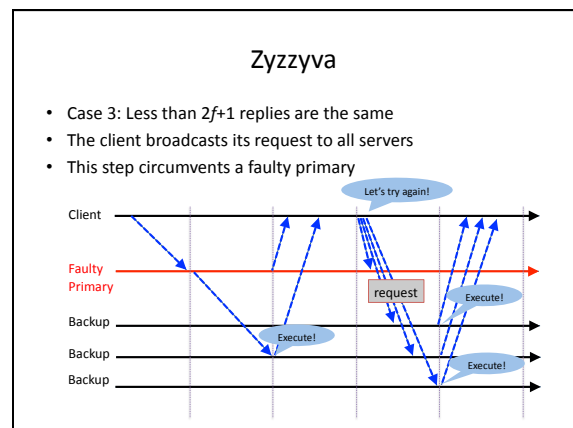 Zyzzyva
• Case 3: Less than 2f+1 replies are the same
• The client broadcasts its request to all servers
• This step circumvents a faulty primary
Let's try again!
Client
Faulty
Primary
request
Execute!
Backup
Execute!
Backup
Execute!
Backup